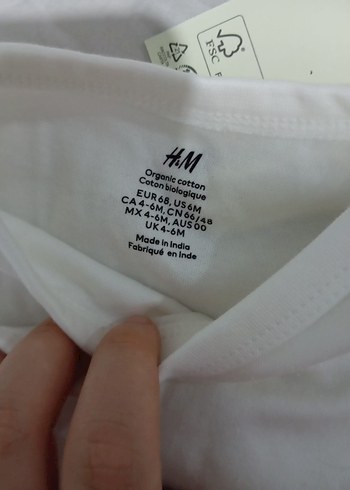 FSC
F
H&M
Organic cotton
Coton biologique
EUR 68, US 6M
CA 4-6M, CN 66/48
MX 4-6M, AUS 00
UK 4-6M
Made in India
Fabriqué en Inde